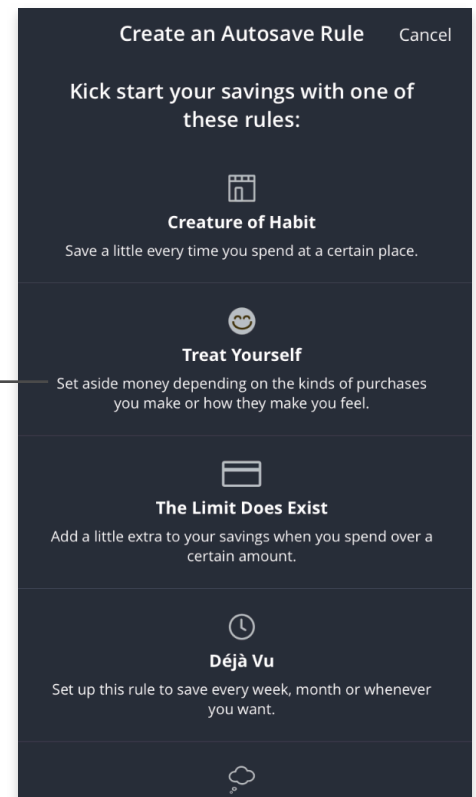 Create an Autosave Rule Cancel
Kick start your savings with one of
these rules:
Creature of Habit
Save a little every time you spend at a certain place.
Treat Yourself
Set aside money depending on the kinds of purchases
you make or how they make you feel.
The Limit Does Exist
Add a little extra to your savings when you spend over a
certain amount.
Déjà Vu
Set up this rule to save every week, month or whenever
you want.